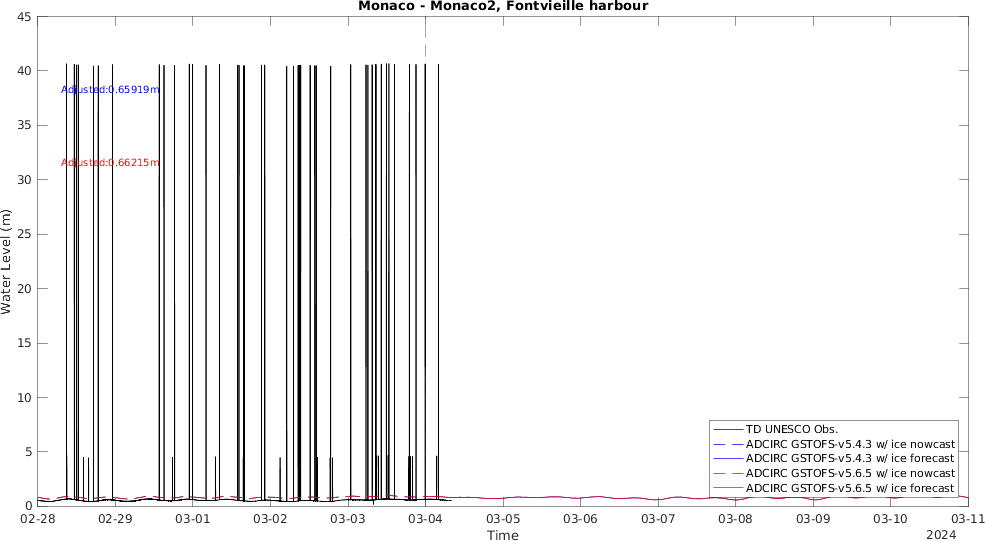 Monaco - Monaco2, Fontvieille harbour
45
40
35
30
25
20
15
10
5
0
Water Level (m)
Adjusted:0.65919m
Adjusted:0.66215m
TD UNESCO Obs.
ADCIRC GSTOFS-v5.4.3 w/ ice nowcast
ADCIRC GSTOFS-v5.4.3 w/ ice forecast
ADCIRC GSTOFS-v5.6.5 w/ ice nowcast
ADCIRC GSTOFS-v5.6.5 w/ ice forecast
02-28 02-29 03-01 03-02 03-03 03-04 03-05 03-06 03-07 03-08 03-09 03-10 03-11
Time
2024